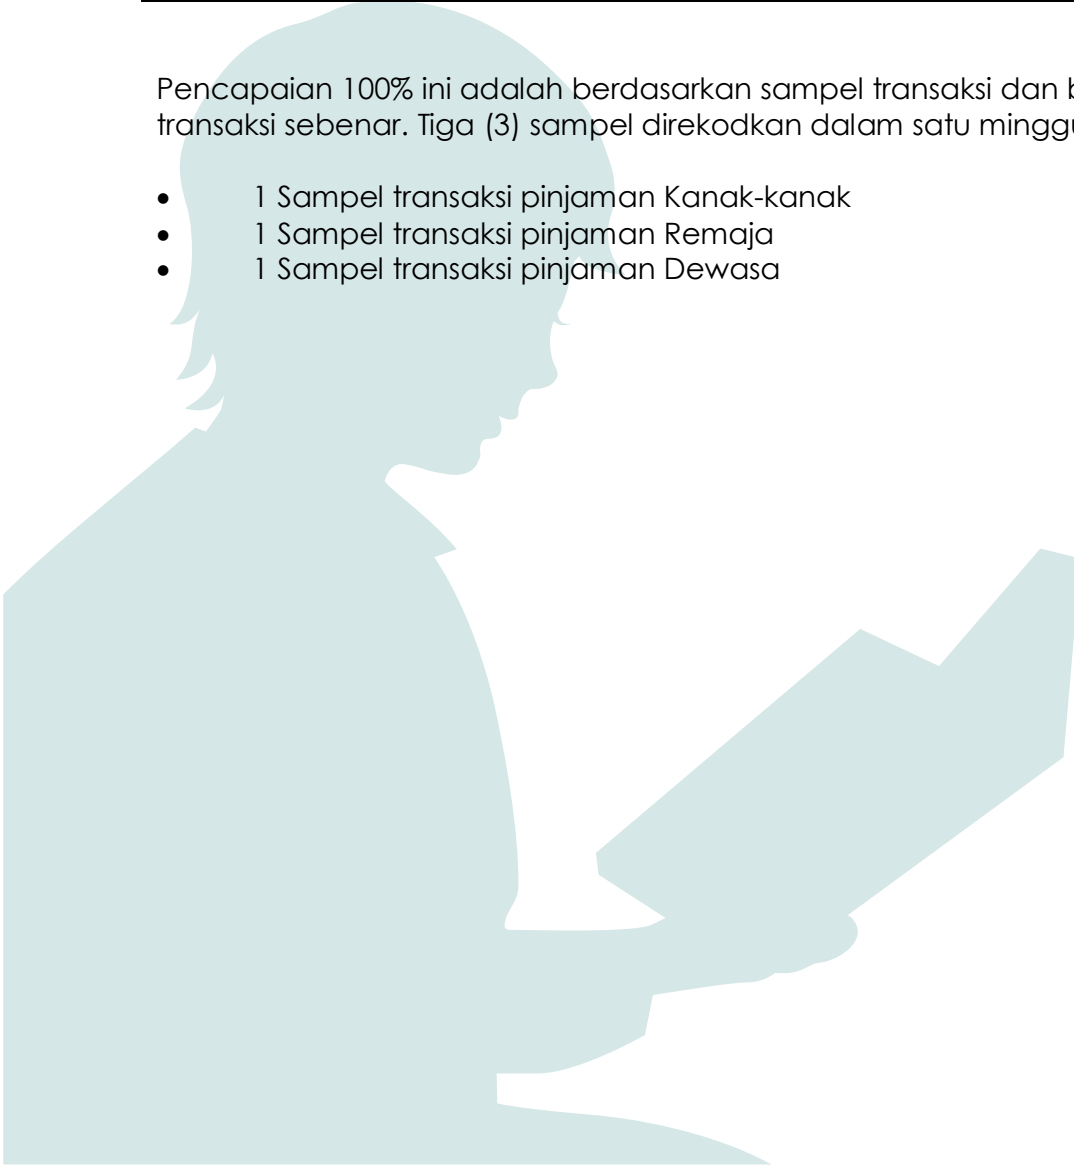 Pencapaian 100% ini adalah berdasarkan sampel transaksi dan
transaksi sebenar. Tiga (3) sampel direkodkan dalam satu minggu
• 1 Sampel transaksi pinjaman Kanak-kanak
• 1 Sampel transaksi pinjaman Remaja
• 1 Sampel transaksi pinjaman Dewasa